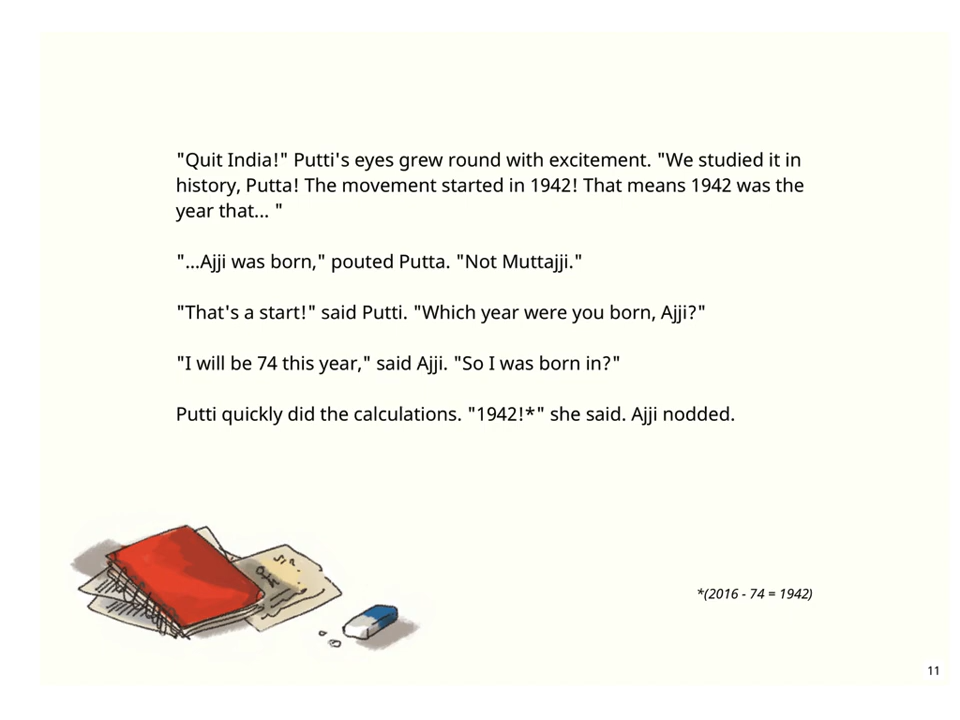 "Quit India!" Putti's eyes grew round with excitement. "We studied it in
history, Putta! The movement started in 1942! That means 1942 was the
year that... "
"...Ajji was born," pouted Putta. "Not Muttajji."
"That's a start!" said Putti. "Which year were you born, Ajji?"
"I will be 74 this year," said Ajji. "So I was born in?"
Putti quickly did the calculations. "1942!*" she said. Ajji nodded.
*(2016 - 74 = 1942)
11